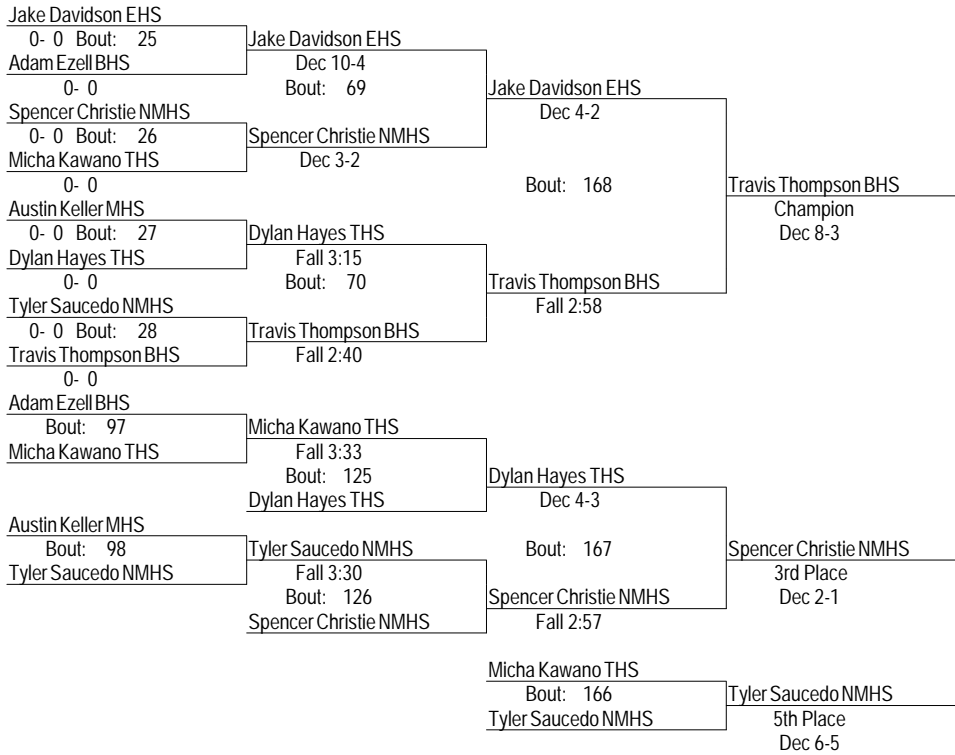 Jake Davidson EHS
0- 0 Bout: 25
Jake Davidson EHS
Adam Ezell BHS
Dec 10-4
0- 0
Bout: 69
Jake Davidson EHS
Spencer Christie NMHS
Dec 4-2
0- 0 Bout: 26
Spencer Christie NMHS
Micha Kawano THS
Dec 3-2
0- 0
Bout: 168
Travis Thompson BHS
Austin Keller MHS
Champion
0- 0 Bout: 27
Dylan Hayes THS
Dec 8-3
Dylan Hayes THS
Fall 3:15
0- 0
Bout: 70
Travis Thompson BHS
Tyler Saucedo NMHS
Fall 2:58
0- 0 Bout: 28
Travis Thompson BHS
Travis Thompson BHS
Fall 2:40
0- 0
Adam Ezell BHS
Bout: 97
Micha Kawano THS
Micha Kawano THS
Fall 3:33
Bout: 125
Dylan Hayes THS
Dylan Hayes THS
Dec 4-3
Austin Keller MHS
Bout: 98
Tyler Saucedo NMHS
Bout: 167
Spencer Christie NMHS
Tyler Saucedo NMHS
Fall 3:30
3rd Place
Bout: 126
Spencer Christie NMHS
Dec 2-1
Spencer Christie NMHS
Fall 2:57
Micha Kawano THS
Bout: 166
Tyler Saucedo NMHS
Tyler Saucedo NMHS
5th Place
Dec 6-5